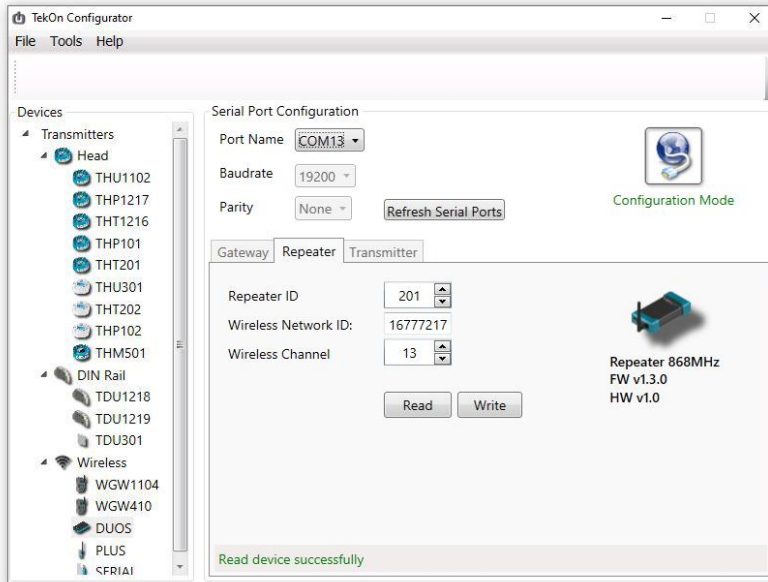 TekOn Configurator
File Tools Help
Devices
Transmitters
Head
THU1102
THP1217
THT1216
THP101
THT201
THU301
THT202
THP102
THM501
DIN Rail
TDU1218
TDU1219
TDU301
Wireless
WGW1104
WGW410
DUOS
PLUS
SERIAL
Serial Port Configuration
Port Name COM13
Baudrate 19200
Parity None Refresh Serial Ports
Configuration Mode
Gateway Repeater Transmitter
Repeater ID 201
Wireless Network ID: 16777217
Wireless Channel 13
Read Write
Repeater 868MHz
FW v1.3.0
HW v1.0
Read device successfully